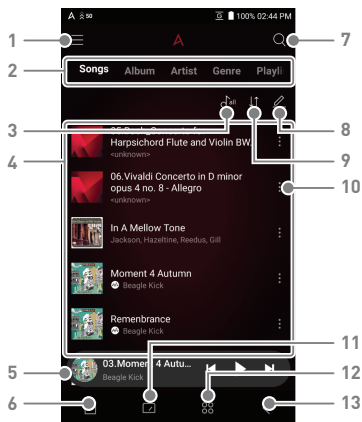 50 100% 02:44 PM
1
7
2
Songs Album Artist Genre Playli
all
3
8
4
9
Harpsichord Flute and Violin BW.
<unknown>
06.Vivaldi Concerto in D minor
opus 4 no. 8 - Allegro
<unknown>
10
In A Mellow Tone
Jackson, Hazeltine, Reedus, Gill
Moment 4 Autumn
Beagle Kick
Remenbrance
Beagle Kick
11
12
5
03.Moment 4 Autu...
Beagle Kick
6
13